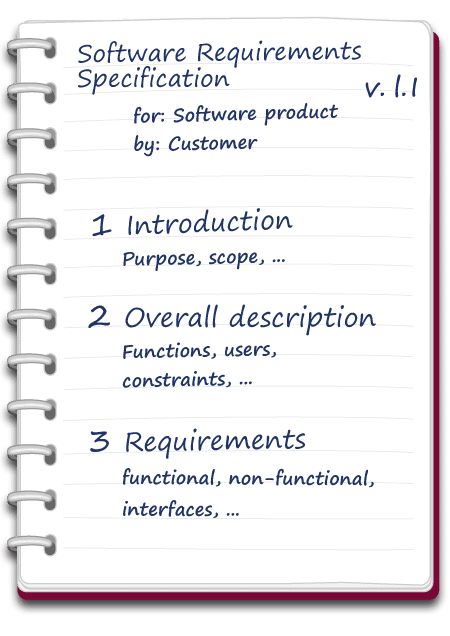 Software Requirements
Specification
v. 1.1
for: Software product
by: Customer
1 Introduction
Purpose, scope, ...
2 Overall description
Functions, users,
constraints, ...
3 Requirements
functional, non-functional,
interfaces, ...